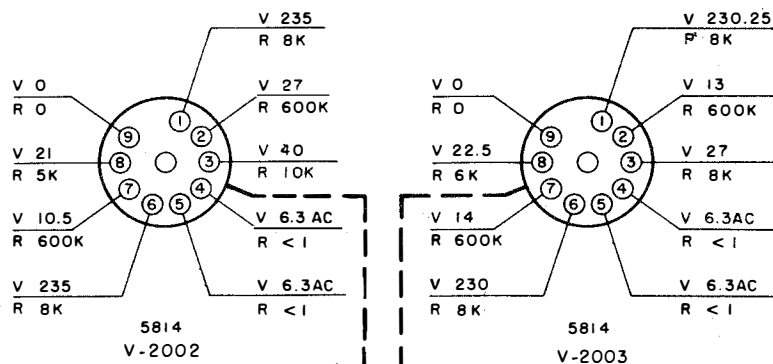 V 235
R 8K
V 0
R 0
V 27
R 600K
V 21
R 5K
V 40
R 10K
V 10.5
R 600K
V 6.3 AC
R <1
V 235
R 8K
V 6.3AC
R <1
1
2
3
4
5
6
7
8
9
5814
V-2002
V 230.25
R 8K
V 0
R 0
V 13
R 600K
V 22.5
R 6K
V 27
R 8K
V 14
R 600K
V 6.3AC
R <1
V 230
R 8K
V 6.3AC
R <1
1
2
3
4
5
6
7
8
9
5814
V-2003